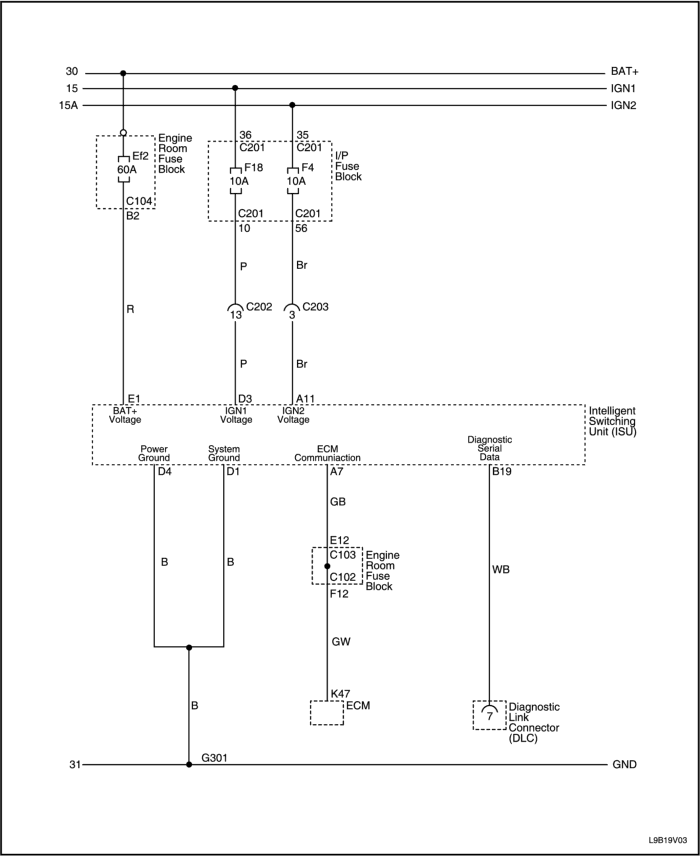 30 BAT+
15 IGN1
15A IGN2
Engine
Room
Fuse
Block
Ef2
60A
C104
B2
36 35
C201 C201
F18 F4
10A 10A
I/P
Fuse
Block
C201 C201
10 56
P Br
R
C202 C203
13 3
P Br
E1 D3 A11
BAT+
Voltage
IGN1
Voltage
IGN2
Voltage
Intelligent
Switching
Unit (ISU)
Power
Ground
System
Ground
ECM
Communiaction
Diagnostic
Serial
Data
D4 D1 A7 B19
GB
E12
C103
C102
F12
Engine
Room
Fuse
Block
B B WB
GW
K47
ECM
B
7
Diagnostic
Link
Connector
(DLC)
G301
31 GND
L9B19V03